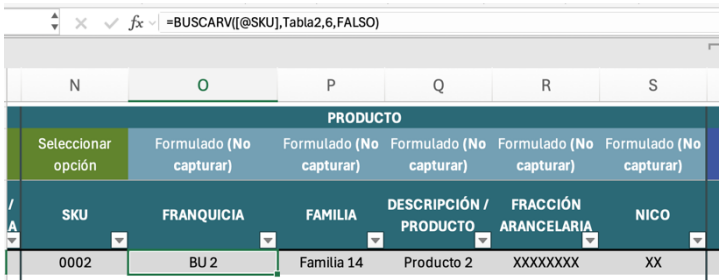 fx =BUSCARV([@SKU],Tabla2,6,FALSO)
N O P Q R S
PRODUCTO
Seleccionar opción Formulado (No capturar) Formulado (No capturar) Formulado (No capturar) Formulado (No capturar) Formulado (No capturar)
/ A SKU FRANQUICIA FAMILIA DESCRIPCIÓN / PRODUCTO FRACCIÓN ARANCELARIA NICO
0002 BU 2 Familia 14 Producto 2 XXXXXXXX XX